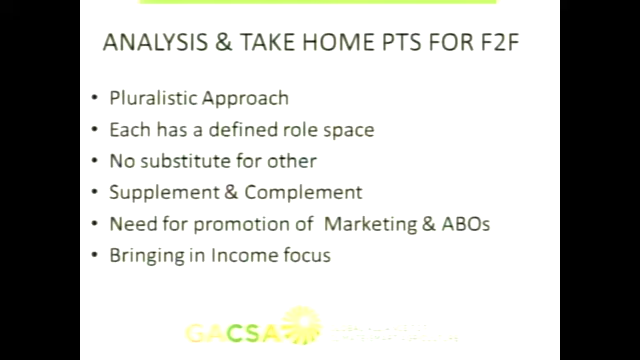 ANALYSIS & TAKE HOME PTS FOR F2F
• Pluralistic Approach
• Each has a defined role space
• No substitute for other
• Supplement & Complement
• Need for promotion of Marketing & ABOs
• Bringing in Income focus
GACSA